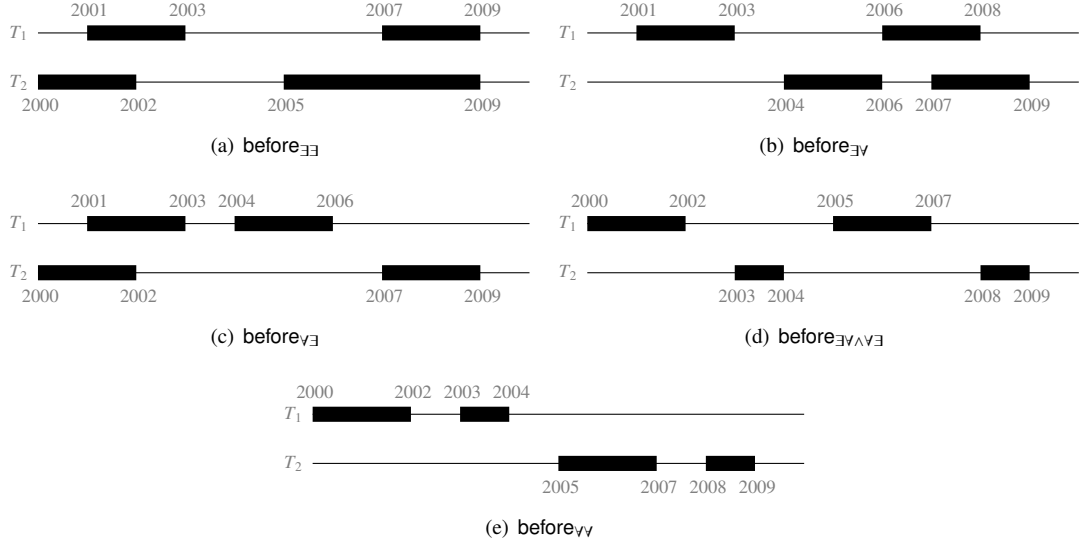 2001 2003 2007 2009
T₁
T₂
2000 2002 2005 2009
(a) before∃∃
2001 2003 2006 2008
T₁
T₂
2004 2006 2007 2009
(b) before∃∀
2001 2003 2004 2006
T₁
T₂
2000 2002 2007 2009
(c) before∀∃
2000 2002 2005 2007
T₁
T₂
2003 2004 2008 2009
(d) before∃∀∧∀∃
2000 2002 2003 2004
T₁
T₂
2005 2007 2008 2009
(e) before∀∀